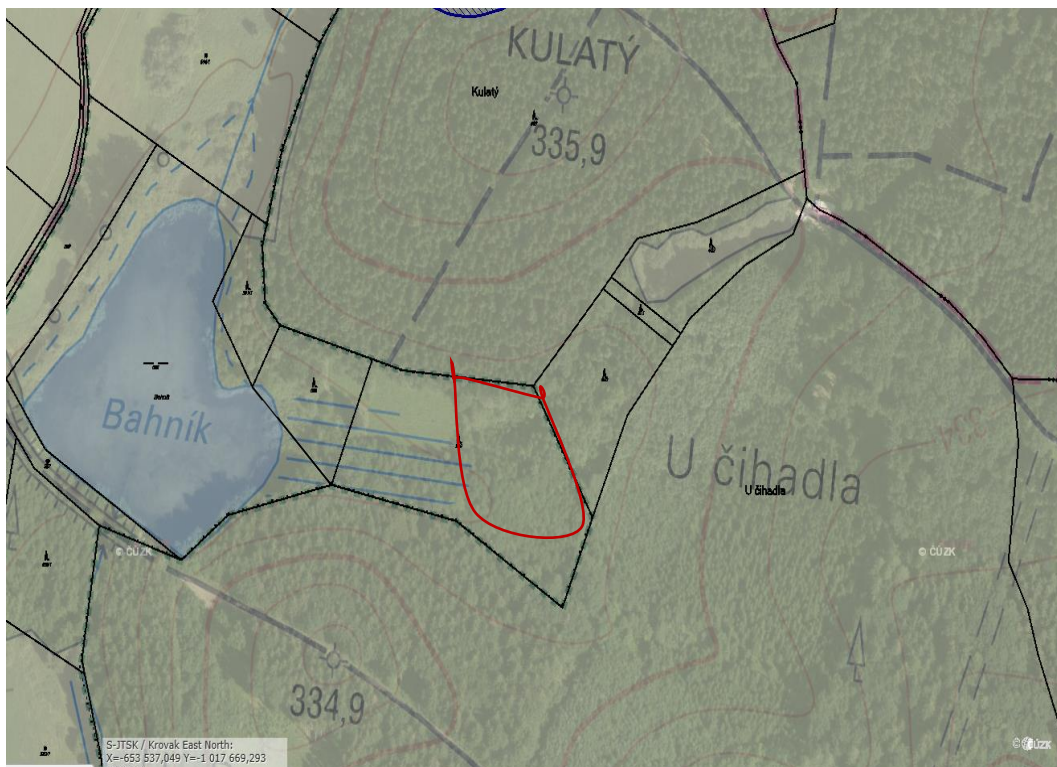 KULATÝ
Kulatý
335,9
Bahník
Bahník
U čihadla
U čihadla
© ČÚZK
© ČÚZK
334,9
S-JTSK / Krovak East North:
X=-653 537,049 Y=-1 017 669,293
© ČÚZK